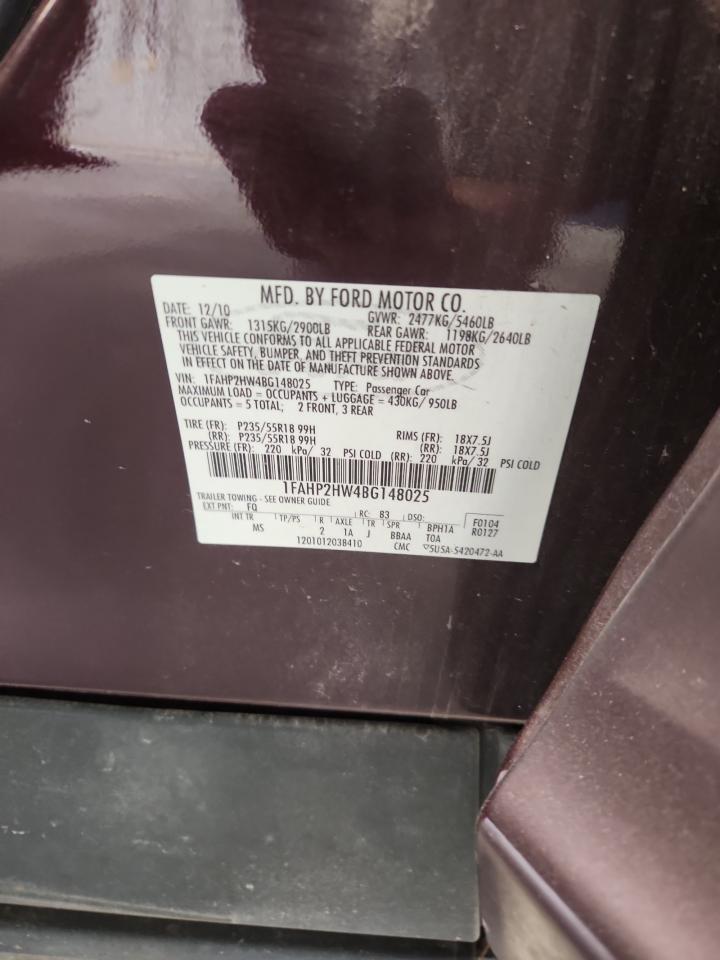 MFD. BY FORD MOTOR CO.
DATE: 12/10 GVWR: 2477KG/5460LB
FRONT GAWR: 1315KG/2900LB REAR GAWR: 1198KG/2640LB
THIS VEHICLE CONFORMS TO ALL APPLICABLE FEDERAL MOTOR
VEHICLE SAFETY, BUMPER, AND THEFT PREVENTION STANDARDS
IN EFFECT ON THE DATE OF MANUFACTURE SHOWN ABOVE.
VIN: 1FAHP2HW4BG148025 TYPE: Passenger Car
MAXIMUM LOAD = OCCUPANTS + LUGGAGE = 430KG/ 950LB
OCCUPANTS = 5 TOTAL; 2 FRONT, 3 REAR
TIRE (FR): P235/55R18 99H RIMS (FR): 18X7.5J
(RR): P235/55R18 99H (RR): 18X7.5J
PRESSURE (FR): 220 kPa/ 32 PSI COLD (RR): 220 kPa/ 32 PSI COLD
1FAHP2HW4BG148025
TRAILER TOWING - SEE OWNER GUIDE
EXT PNT: FQ RC: 83 DSO: F0104
INT TR TP/PS R AXLE TR SPR BPH1A R0127
MS 2 1A J BBAA TOA
1201012038410 CMC ▽5U5A-5420472-AA